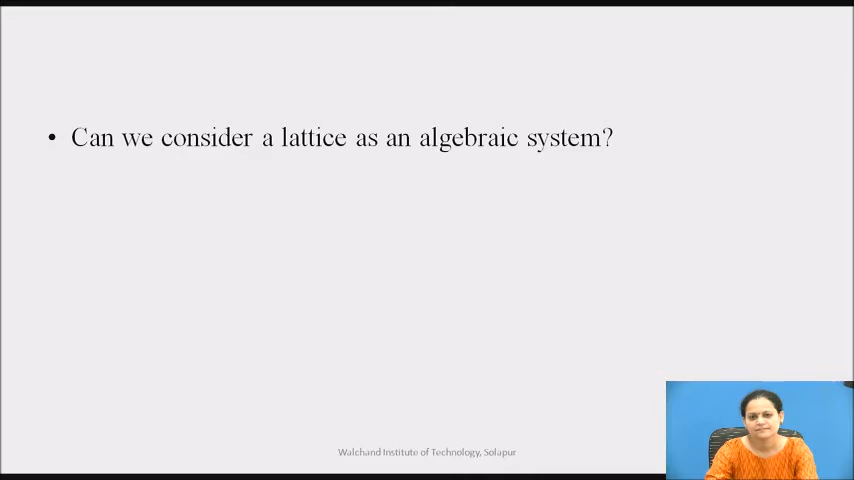 • Can we consider a lattice as an algebraic system?
Walchand Institute of Technology, Solapur